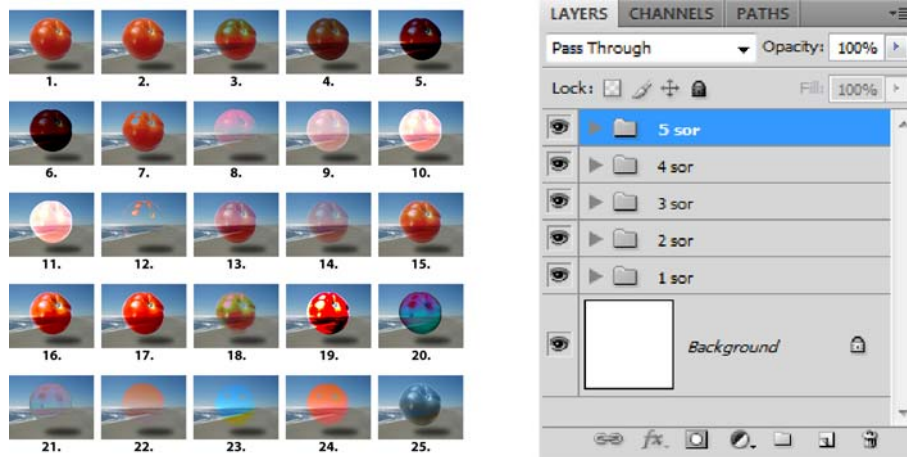 1. 2. 3. 4. 5.
6. 7. 8. 9. 10.
11. 12. 13. 14. 15.
16. 17. 18. 19. 20.
21. 22. 23. 24. 25.
LAYERS CHANNELS PATHS
Pass Through Opacity: 100%
Lock: Fill: 100%
5 sor
4 sor
3 sor
2 sor
1 sor
Background
fx.